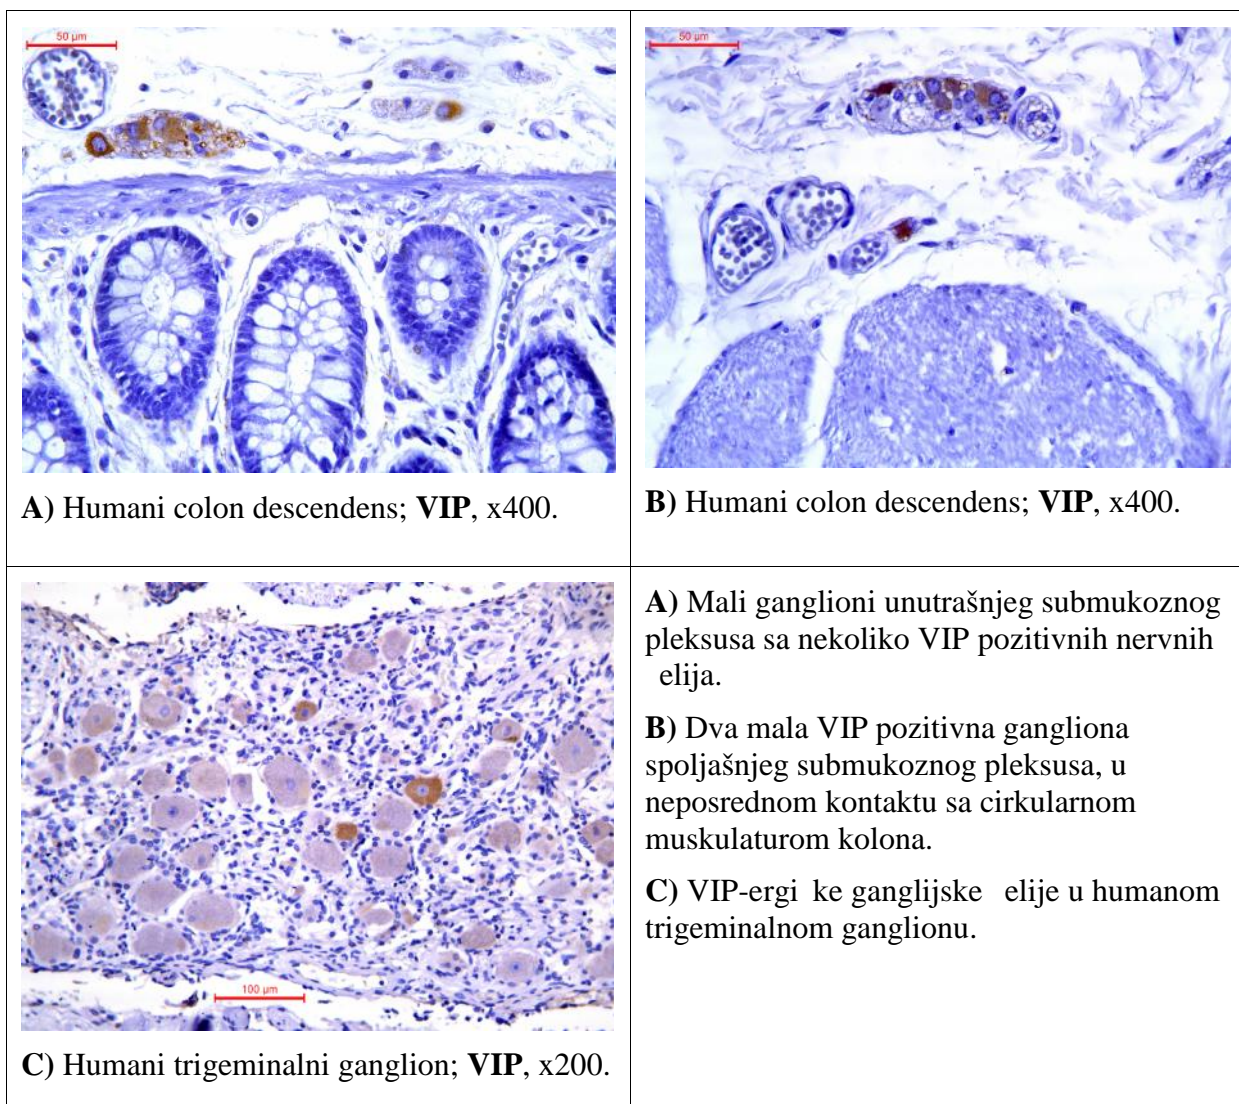 50 µm
50 µm
A) Humani colon descendens; VIP, x400.
B) Humani colon descendens; VIP, x400.
100 µm
C) Humani trigeminalni ganglion; VIP, x200.
A) Mali ganglioni unutrašnjeg submukoznog
pleksusa sa nekoliko VIP pozitivnih nervnih
elija.
B) Dva mala VIP pozitivna gangliona
spoljašnjeg submukoznog pleksusa, u
neposrednom kontaktu sa cirkularnom
muskulaturom kolona.
C) VIP-ergi ke ganglijske elije u humanom
trigeminalnom ganglionu.